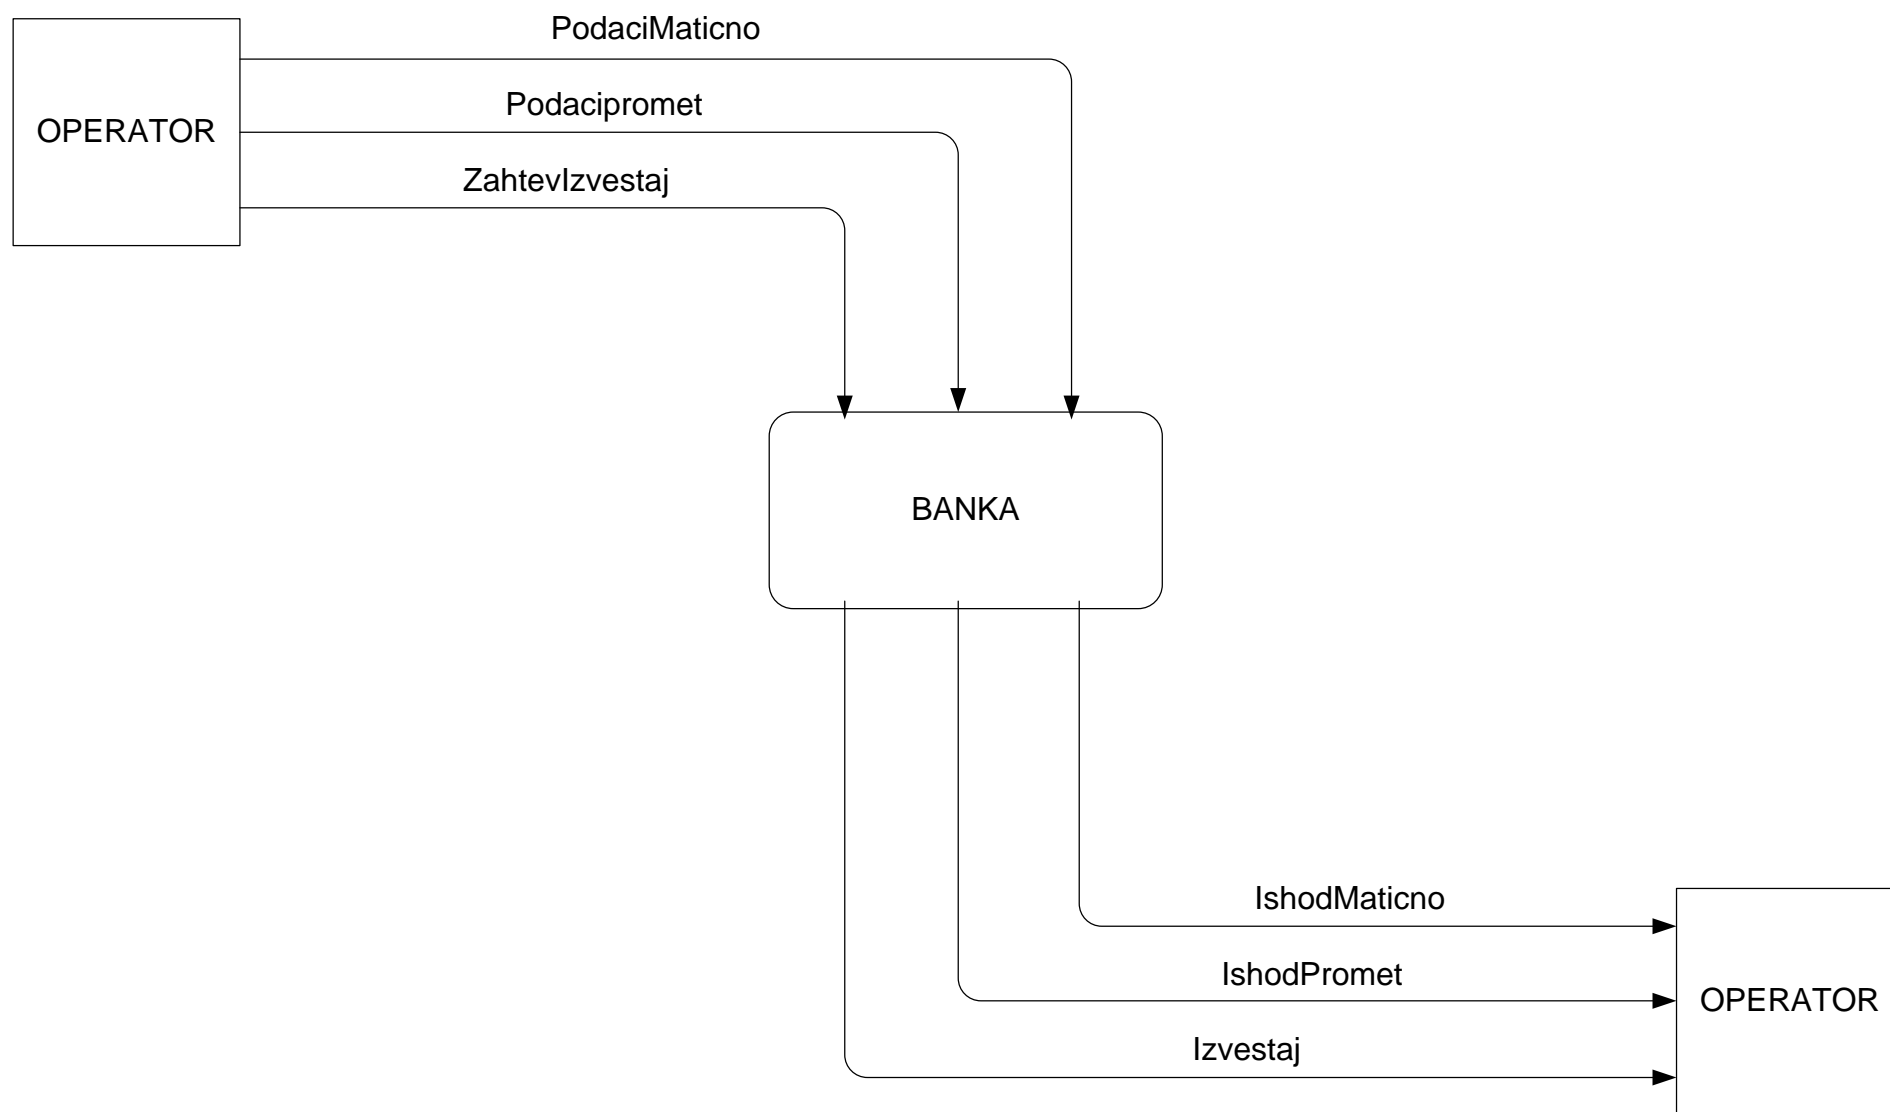 PodaciMaticno
Podacipromet
OPERATOR
ZahtevIzvestaj
BANKA
IshodMaticno
IshodPromet
OPERATOR
Izvestaj